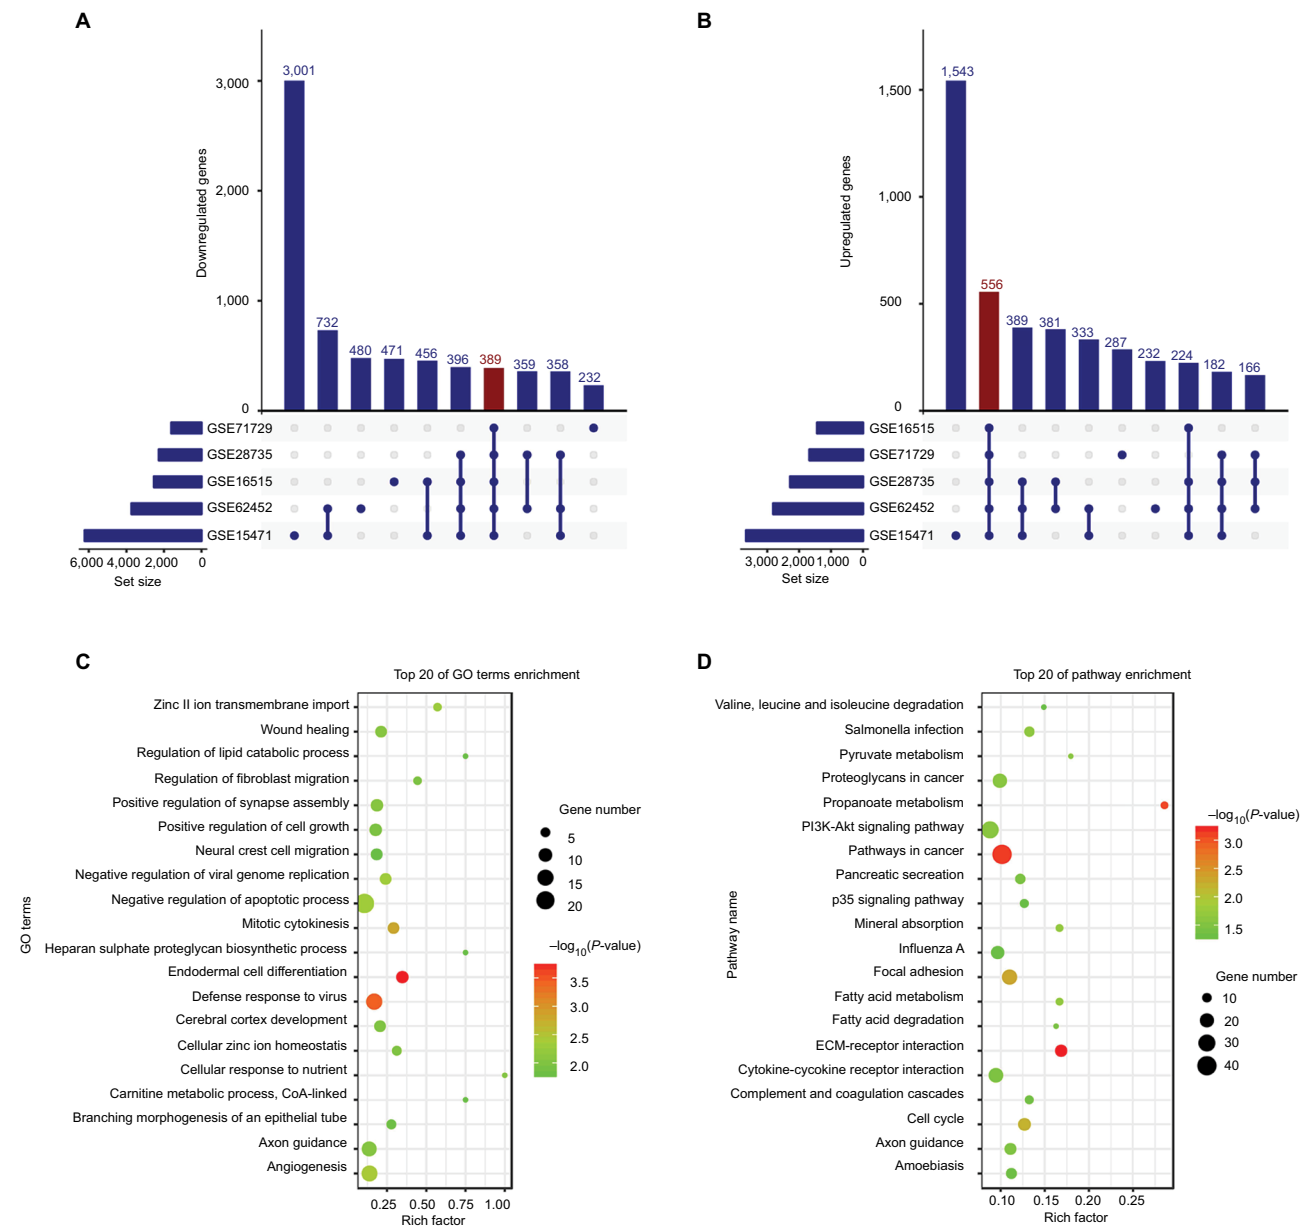 A
3,001
3,000
2,000
1,000
0
Downregulated genes
732
480
471
456
396
389
359
358
232
GSE71729
GSE28735
GSE16515
GSE62452
GSE15471
6,000 4,000 2,000 0
Set size
B
1,543
1,500
1,000
500
0
Upregulated genes
556
389
381
333
287
232
224
182
166
GSE16515
GSE71729
GSE28735
GSE62452
GSE15471
3,000 2,000 1,000 0
Set size
C
Top 20 of GO terms enrichment
GO terms
Zinc II ion transmembrane import
Wound healing
Regulation of lipid catabolic process
Regulation of fibroblast migration
Positive regulation of synapse assembly
Positive regulation of cell growth
Neural crest cell migration
Negative regulation of viral genome replication
Negative regulation of apoptotic process
Mitotic cytokinesis
Heparan sulphate proteglycan biosynthetic process
Endodermal cell differentiation
Defense response to virus
Cerebral cortex development
Cellular zinc ion homeostatis
Cellular response to nutrient
Carnitine metabolic process, CoA-linked
Branching morphogenesis of an epithelial tube
Axon guidance
Angiogenesis
0.25 0.50 0.75 1.00
Rich factor
Gene number
5
10
15
20
–log10(P-value)
3.5
3.0
2.5
2.0
D
Top 20 of pathway enrichment
Pathway name
Valine, leucine and isoleucine degradation
Salmonella infection
Pyruvate metabolism
Proteoglycans in cancer
Propanoate metabolism
PI3K-Akt signaling pathway
Pathways in cancer
Pancreatic secretion
p35 signaling pathway
Mineral absorption
Influenza A
Focal adhesion
Fatty acid metabolism
Fatty acid degradation
ECM-receptor interaction
Cytokine-cycokine receptor interaction
Complement and coagulation cascades
Cell cycle
Axon guidance
Amoebiasis
0.10 0.15 0.20 0.25
Rich factor
–log10(P-value)
3.0
2.5
2.0
1.5
Gene number
10
20
30
40